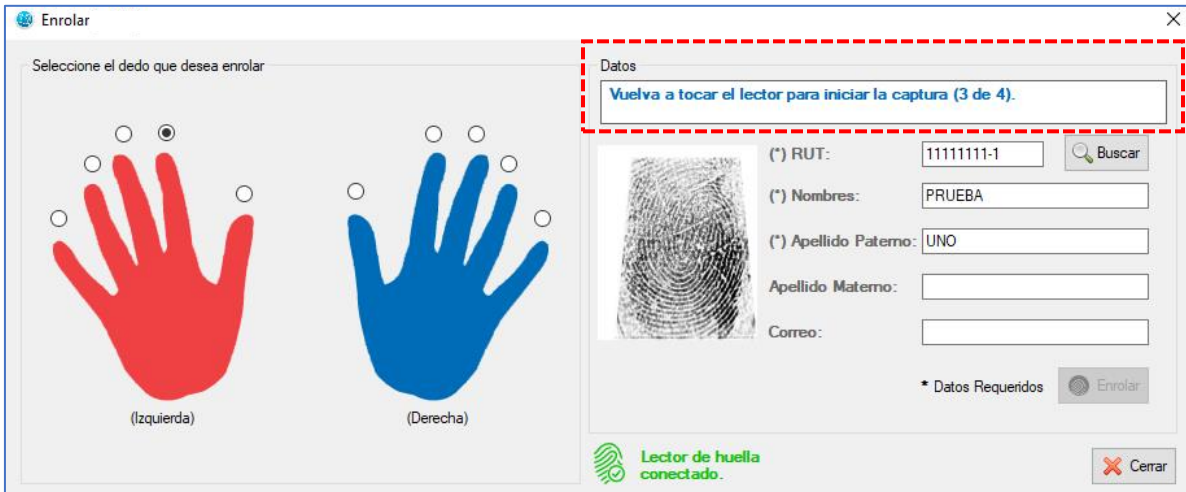 Enrolar
Seleccione el dedo que desea enrolar
(Izquierda)
(Derecha)
Datos
Vuelva a tocar el lector para iniciar la captura (3 de 4).
(*) RUT:
11111111-1
Buscar
(*) Nombres:
PRUEBA
(*) Apellido Paterno:
UNO
Apellido Materno:
Correo:
* Datos Requeridos
Enrolar
Lector de huella
conectado.
Cerrar